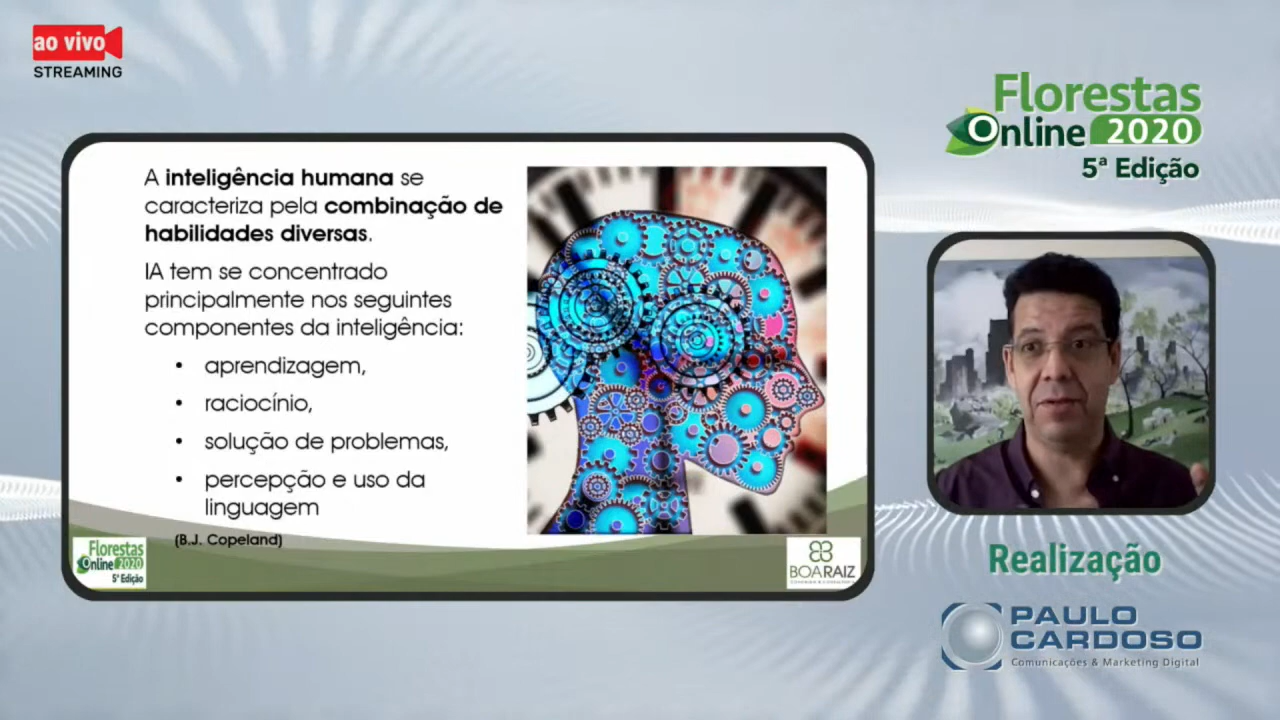 ao vivo
STREAMING
Florestas
Online 2020
5ª Edição
A inteligência humana se
caracteriza pela combinação de
habilidades diversas.
IA tem se concentrado
principalmente nos seguintes
componentes da inteligência:
• aprendizagem,
• raciocínio,
• solução de problemas,
• percepção e uso da
linguagem
(B.J. Copeland)
Florestas
Online 2020
5ª Edição
BOARAIZ
Realização
PAULO
CARDOSO
Comunicações & Marketing Digital